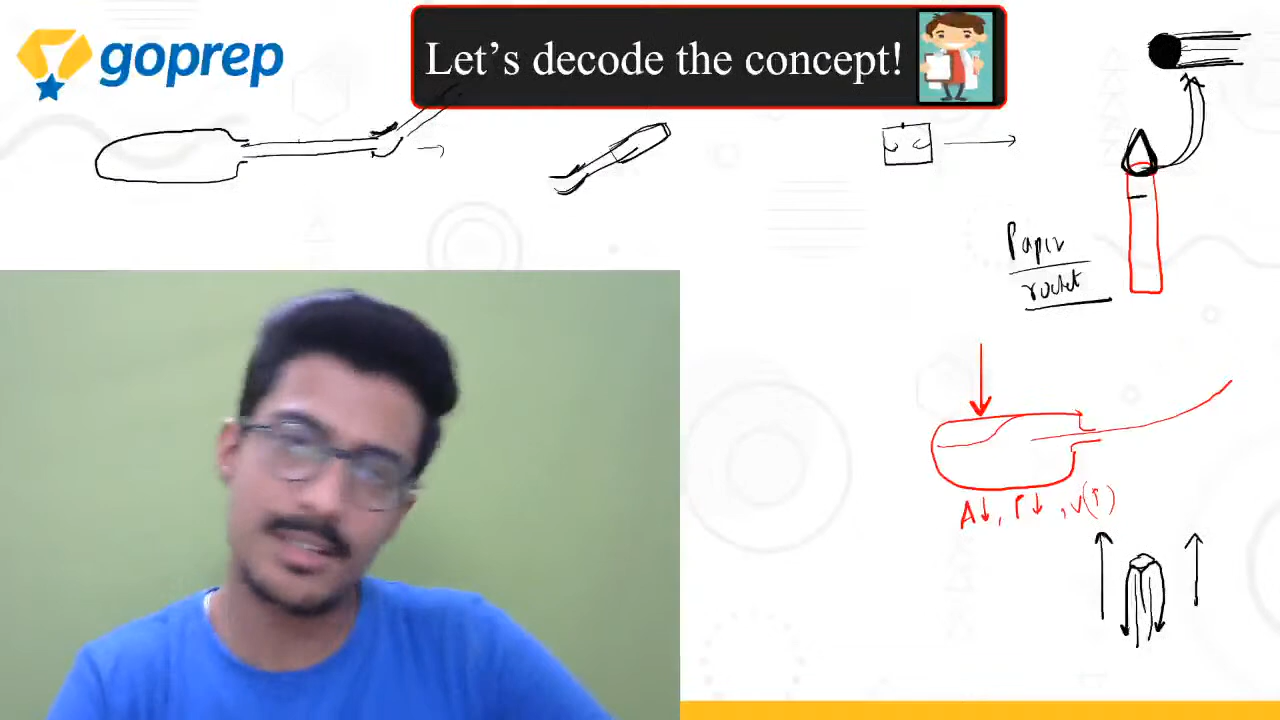 goprep
Let's decode the concept!
Paper
rocket
A↓, P↓, v(↑)